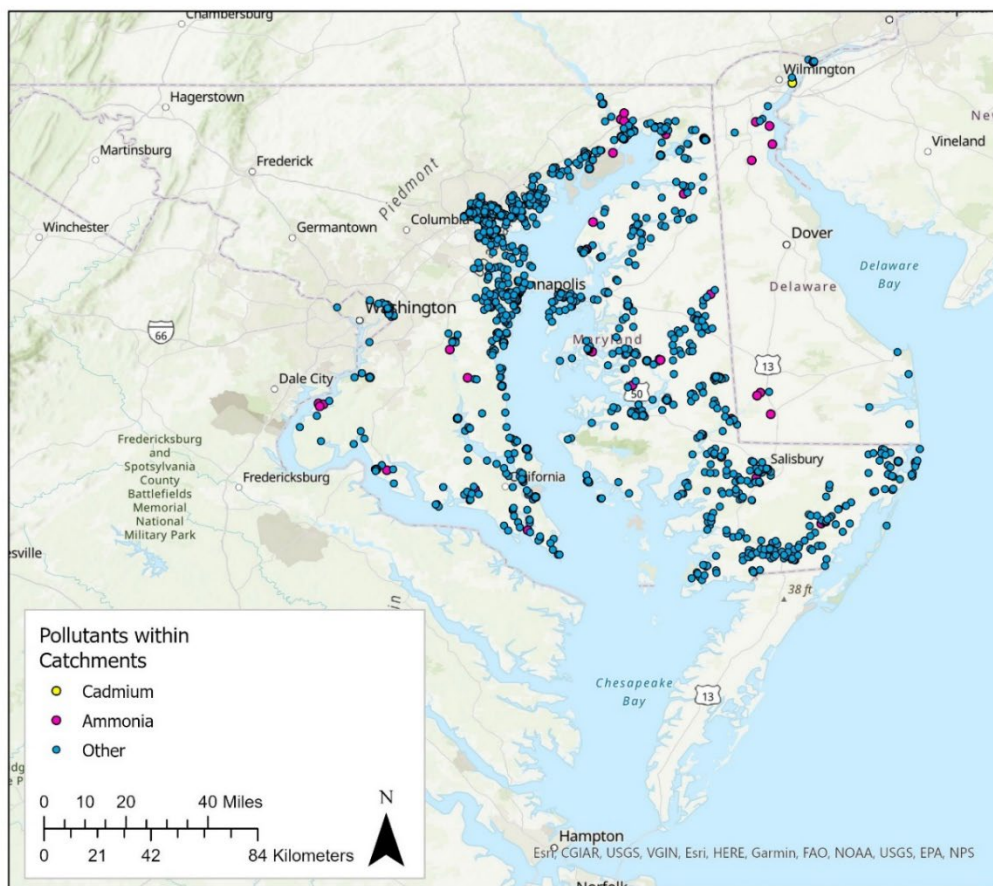 Chambersburg
Wilmington
Hagerstown
Martinsburg
Frederick
Vineland
Piedmont
Winchester
Columbia
Germantown
Dover
Delaware
Bay
Delaware
nnapolis
Washington
66
Maryland
13
Dale City
50
Fredericksburg
and
Spotsylvania
County
Battlefields
Memorial
National
Military Park
Salisbury
California
Fredericksburg
esville
38 ft
Pollutants within
Catchments
Cadmium
Ammonia
Other
Chesapeake
Bay
13
0 10 20 40 Miles
N
0 21 42 84 Kilometers
Hampton
Esri, CGIAR, USGS, VGIN, Esri, HERE, Garmin, FAO, NOAA, USGS, EPA, NPS
Norfolk